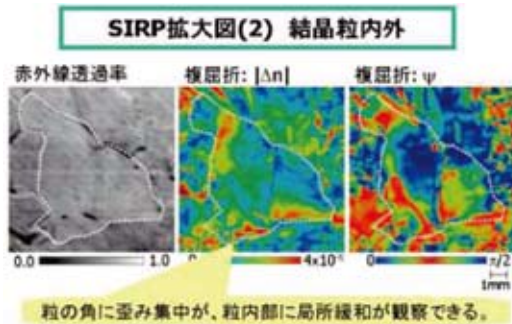 SIRP拡大図(2) 結晶粒内外
赤外線透過率 複屈折: |Δn| 複屈折: ψ
0.0 1.0 0 0 π/2
1mm
粒の角に歪み集中が、粒内部に局所緩和が観察できる。